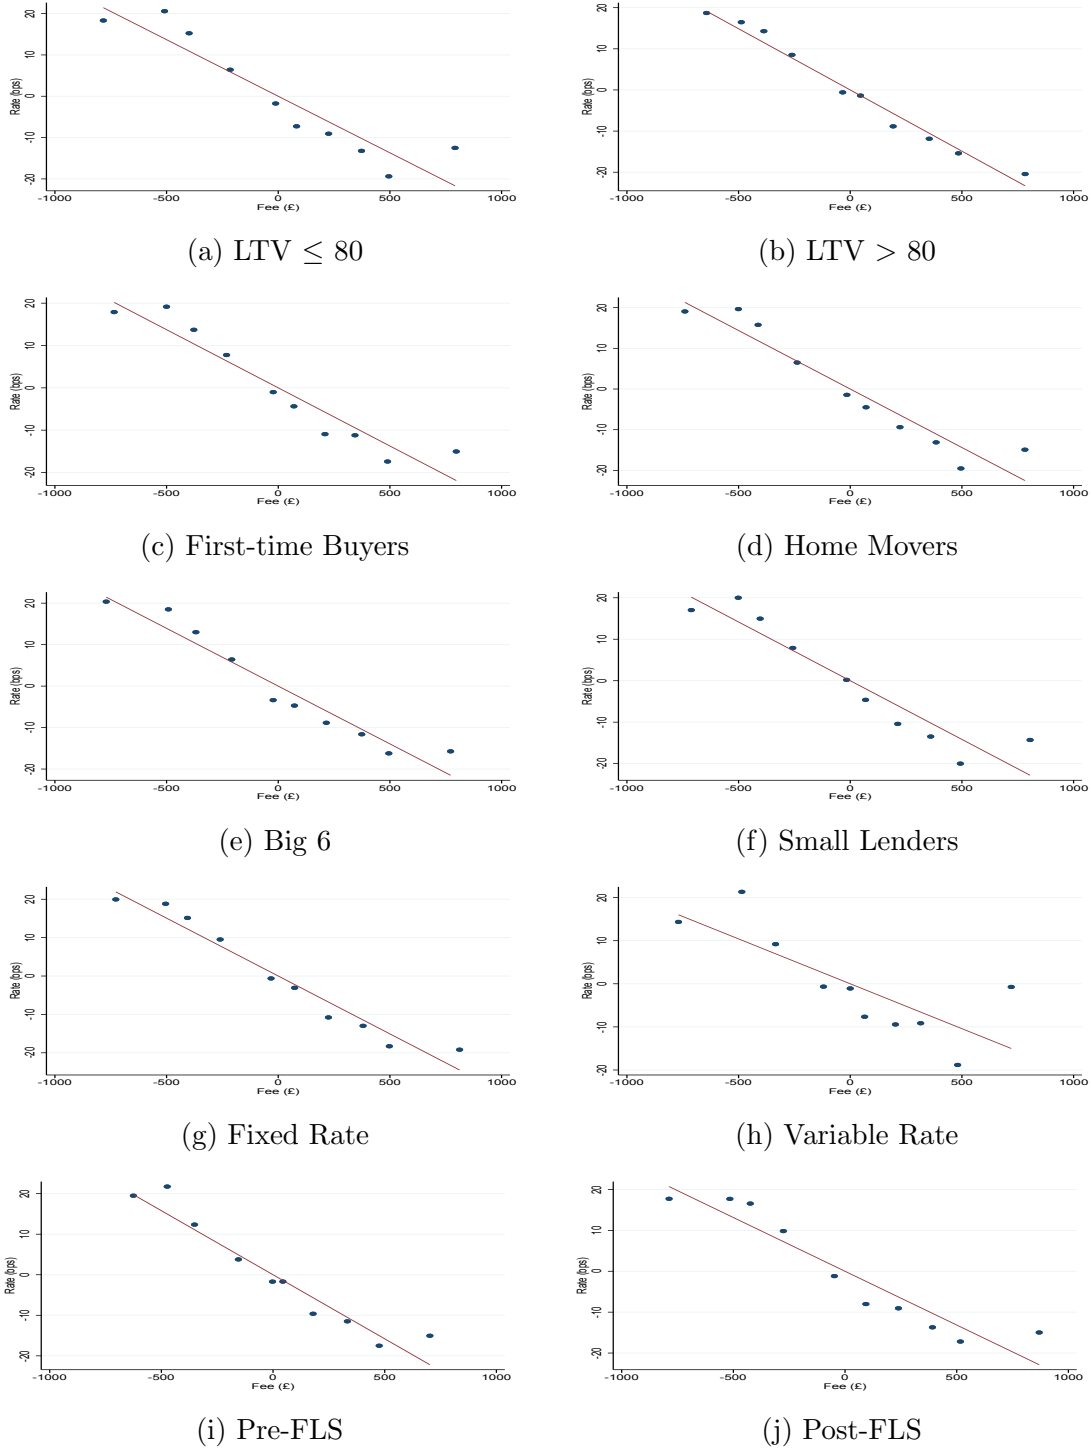 20
10
0
-10
-20
Rate (bps)
-1000 -500 0 500 1000
Fee (£)
(a) LTV ≤ 80
20
10
0
-10
-20
Rate (bps)
-1000 -500 0 500 1000
Fee (£)
(b) LTV > 80
20
10
0
-10
-20
Rate (bps)
-1000 -500 0 500 1000
Fee (£)
(c) First-time Buyers
20
10
0
-10
-20
Rate (bps)
-1000 -500 0 500 1000
Fee (£)
(d) Home Movers
20
10
0
-10
-20
Rate (bps)
-1000 -500 0 500 1000
Fee (£)
(e) Big 6
20
10
0
-10
-20
Rate (bps)
-1000 -500 0 500 1000
Fee (£)
(f) Small Lenders
20
10
0
-10
-20
Rate (bps)
-1000 -500 0 500 1000
Fee (£)
(g) Fixed Rate
20
10
0
-10
-20
Rate (bps)
-1000 -500 0 500 1000
Fee (£)
(h) Variable Rate
20
10
0
-10
-20
Rate (bps)
-1000 -500 0 500 1000
Fee (£)
(i) Pre-FLS
20
10
0
-10
-20
Rate (bps)
-1000 -500 0 500 1000
Fee (£)
(j) Post-FLS